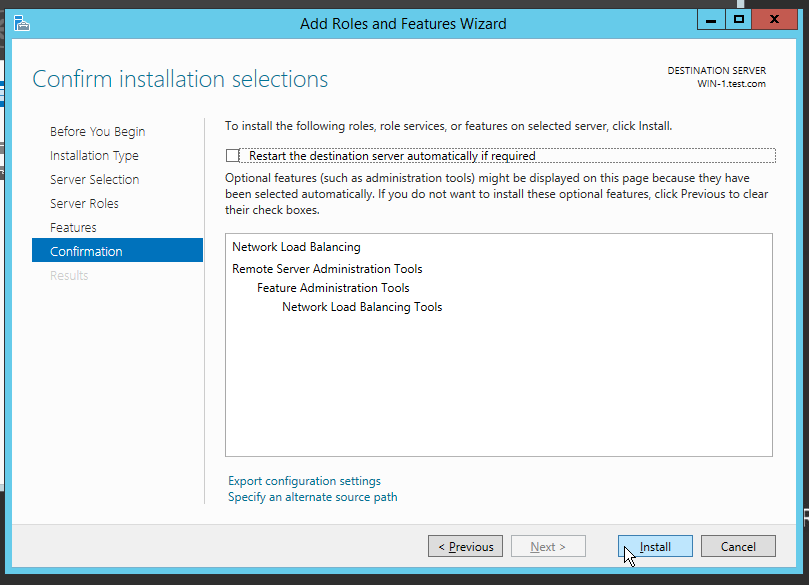 Add Roles and Features Wizard
Confirm installation selections
DESTINATION SERVER
WIN-1.test.com
Before You Begin
Installation Type
Server Selection
Server Roles
Features
Confirmation
Results
To install the following roles, role services, or features on selected server, click Install.
Restart the destination server automatically if required
Optional features (such as administration tools) might be displayed on this page because they have
been selected automatically. If you do not want to install these optional features, click Previous to clear
their check boxes.
Network Load Balancing
Remote Server Administration Tools
Feature Administration Tools
Network Load Balancing Tools
Export configuration settings
Specify an alternate source path
< Previous
Next >
Install
Cancel